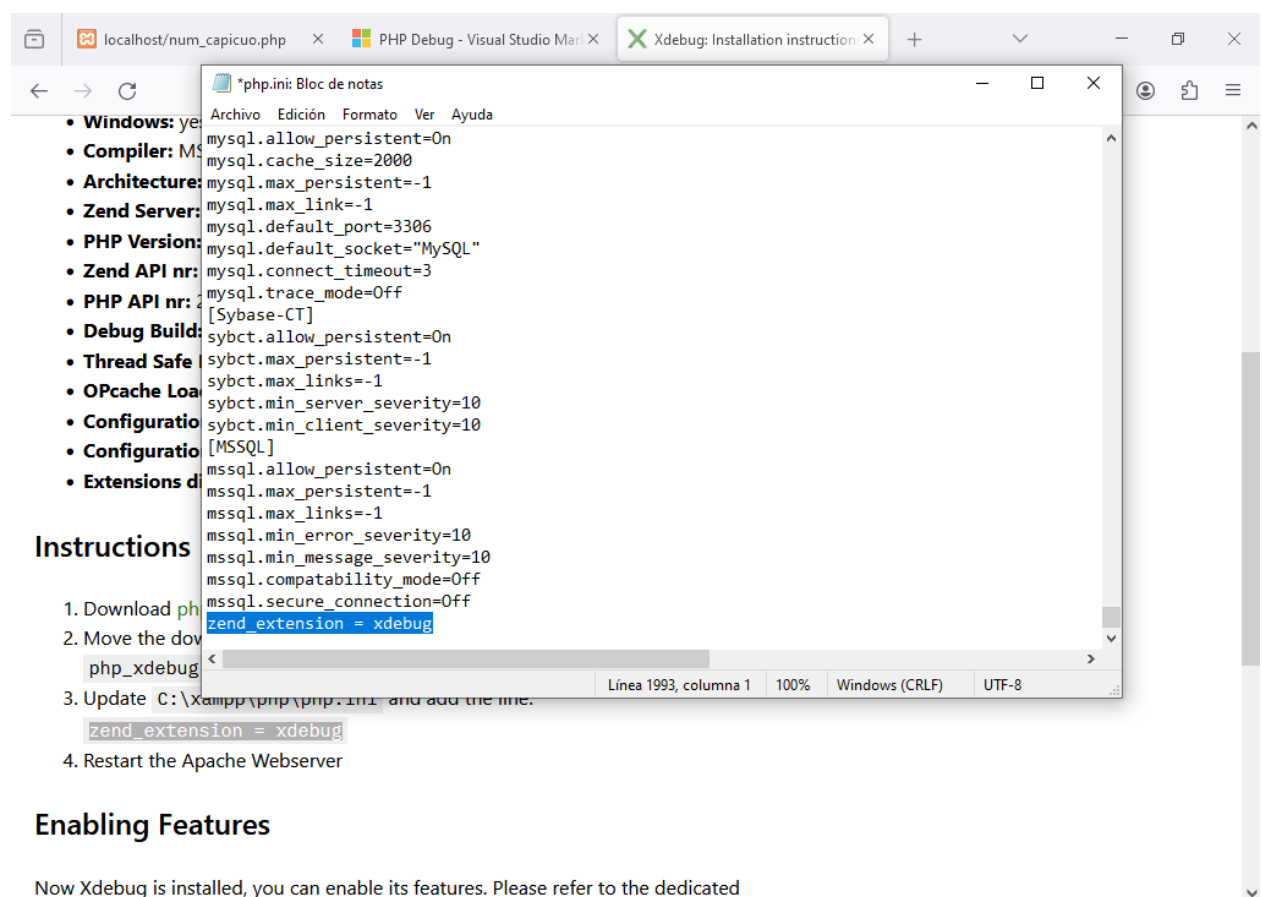 localhost/num_capicuo.php
PHP Debug - Visual Studio Mar
Xdebug: Installation instruction
*php.ini: Bloc de notas
Archivo Edición Formato Ver Ayuda
mysql.allow_persistent=On
mysql.cache_size=2000
mysql.max_persistent=-1
mysql.max_link=-1
mysql.default_port=3306
mysql.default_socket="MySQL"
mysql.connect_timeout=3
mysql.trace_mode=Off
[Sybase-CT]
sybct.allow_persistent=On
sybct.max_persistent=-1
sybct.max_links=-1
sybct.min_server_severity=10
sybct.min_client_severity=10
[MSSQL]
mssql.allow_persistent=On
mssql.max_persistent=-1
mssql.max_links=-1
mssql.min_error_severity=10
mssql.min_message_severity=10
mssql.compatability_mode=Off
mssql.secure_connection=Off
zend_extension = xdebug
Línea 1993, columna 1 100% Windows (CRLF) UTF-8
• Windows: yes
• Compiler: MS
• Architecture:
• Zend Server:
• PHP Version:
• Zend API nr:
• PHP API nr: 2
• Debug Build:
• Thread Safe
• OPcache Loa
• Configuratio
• Configuratio
• Extensions di
Instructions
1. Download ph
2. Move the dow
php_xdebug
3. Update C:\xampp\php\php.ini and add the line:
zend_extension = xdebug
4. Restart the Apache Webserver
Enabling Features
Now Xdebug is installed, you can enable its features. Please refer to the dedicated